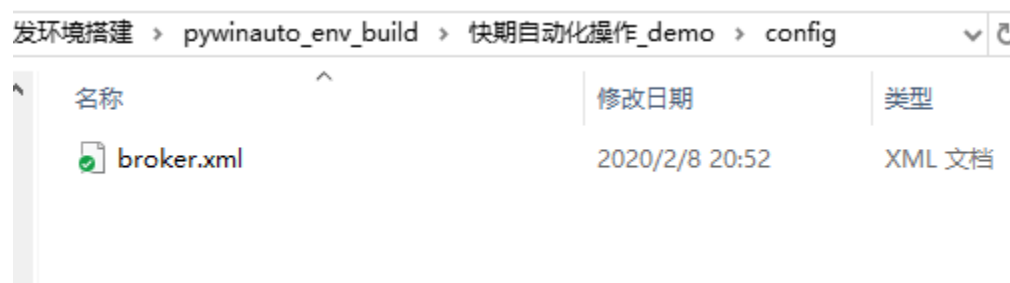 发环境搭建 > pywinauto_env_build > 快期自动化操作_demo > config
名称 修改日期 类型
broker.xml 2020/2/8 20:52 XML 文档